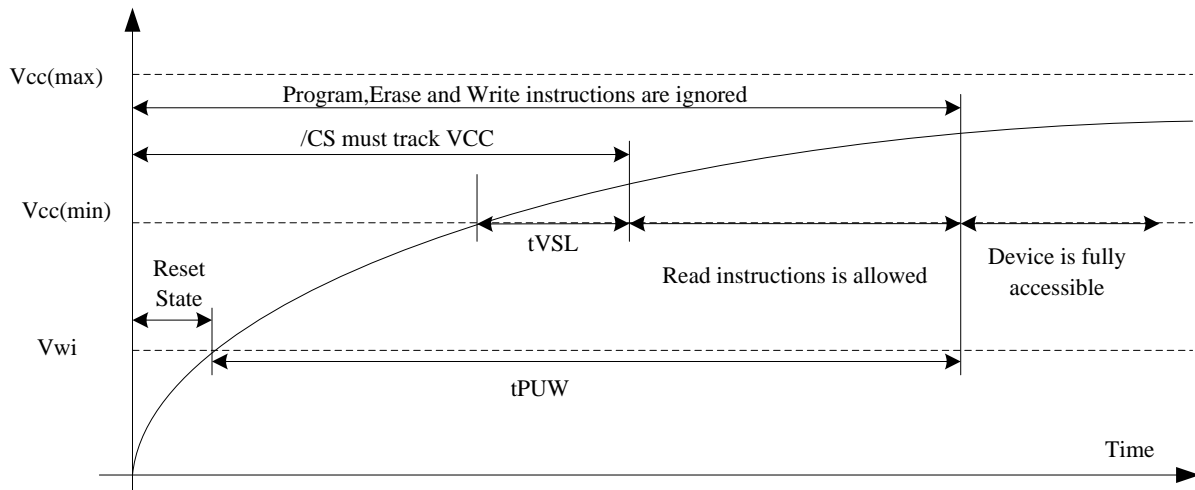 Vcc(max)
Program,Erase and Write instructions are ignored
/CS must track VCC
Vcc(min)
tVSL
Reset
State
Read instructions is allowed
Device is fully
accessible
Vwi
tPUW
Time